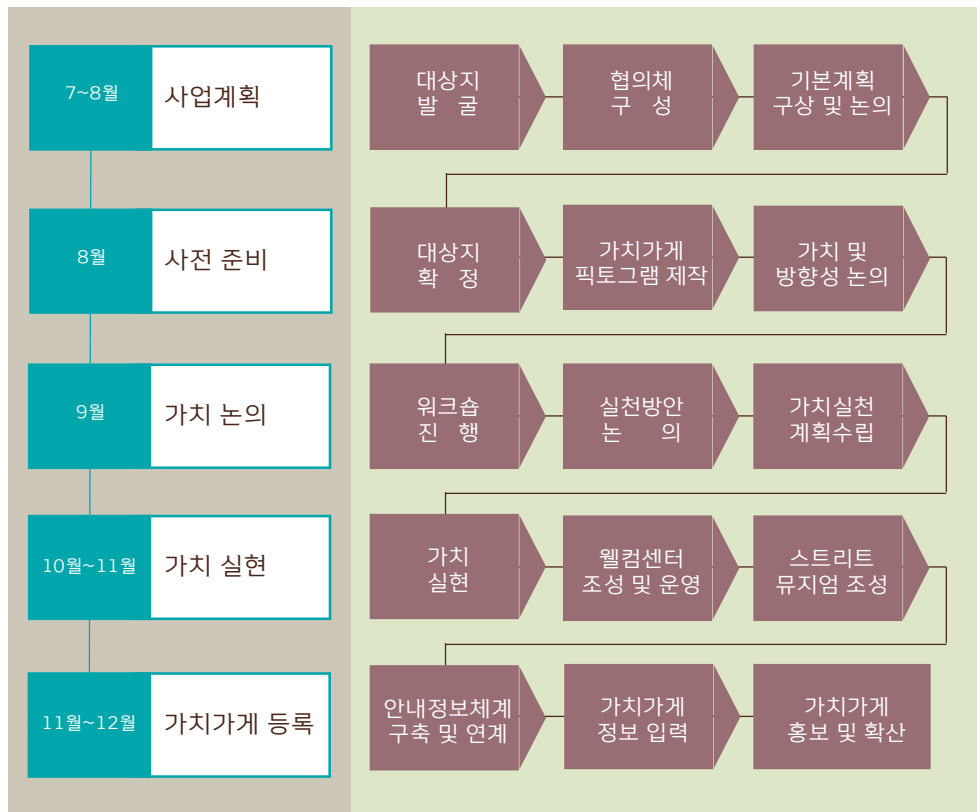 7~8월
사업계획
대상지
발 굴
협의체
구 성
기본계획
구상 및 논의
8월
사전 준비
대상지
확 정
가치가게
픽토그램 제작
가치 및
방향성 논의
9월
가치 논의
워크숍
진 행
실천방안
논 의
가치실천
계획수립
10월~11월
가치 실현
가치
실현
웰컴센터
조성 및 운영
스트리트
뮤지엄 조성
11월~12월
가치가게 등록
안내정보체계
구축 및 연계
가치가게
정보 입력
가치가게
홍보 및 확산